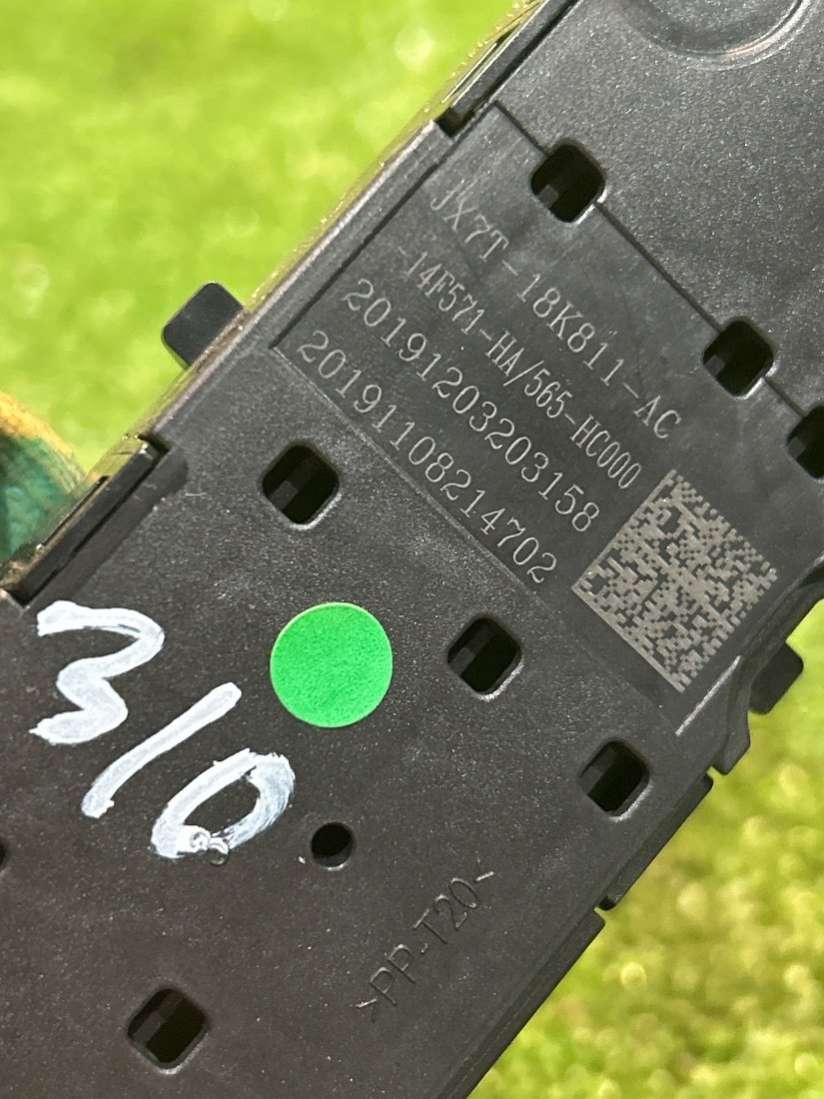 JX7T-18K811-AC
-14F571-HA/565-HC000
20191203203158
20191108214702
310
>PP-T20<